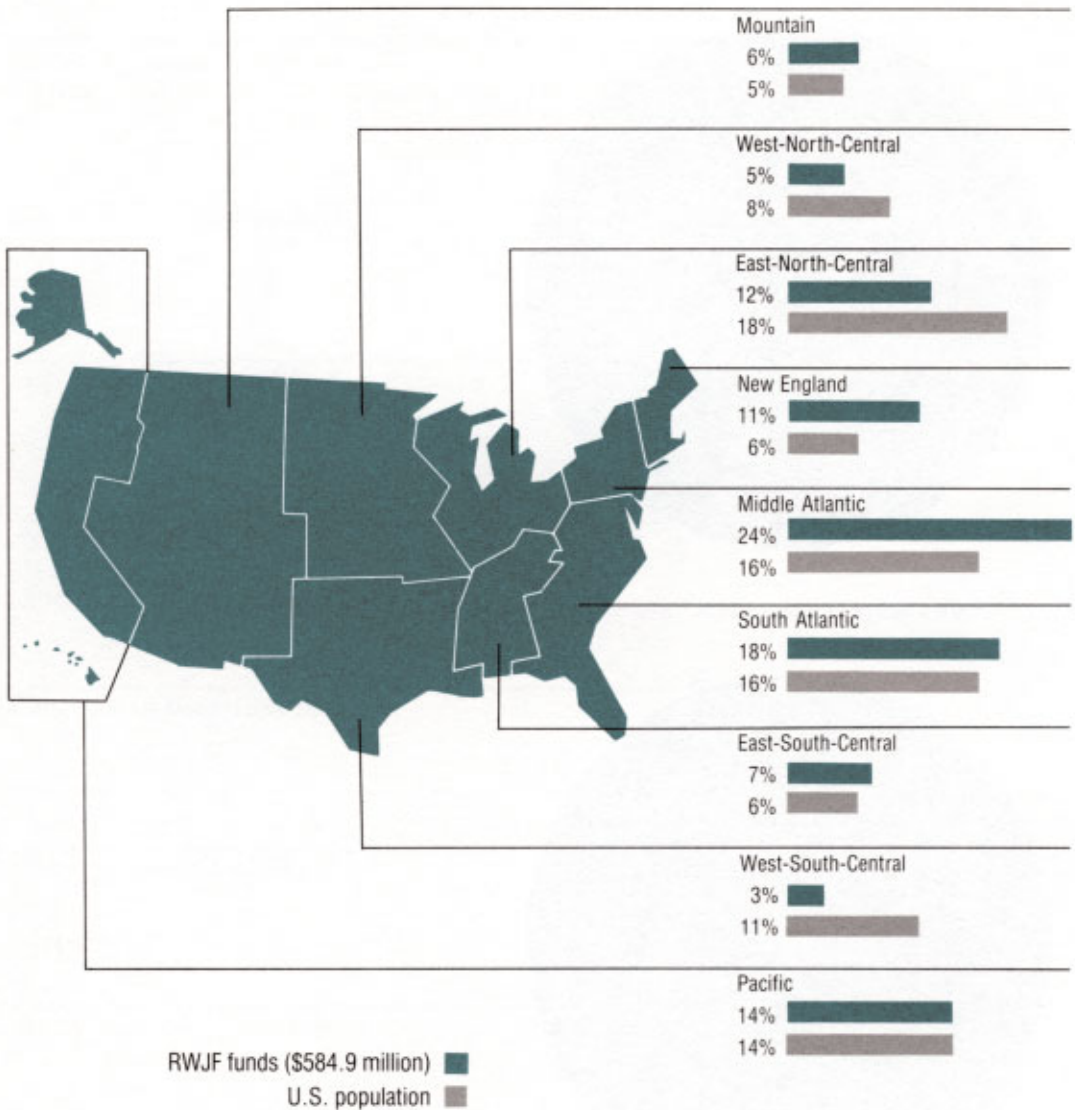 Mountain
6%
5%
West-North-Central
5%
8%
East-North-Central
12%
18%
New England
11%
6%
Middle Atlantic
24%
16%
South Atlantic
18%
16%
East-South-Central
7%
6%
West-South-Central
3%
11%
Pacific
14%
14%
RWJF funds ($584.9 million)
U.S. population